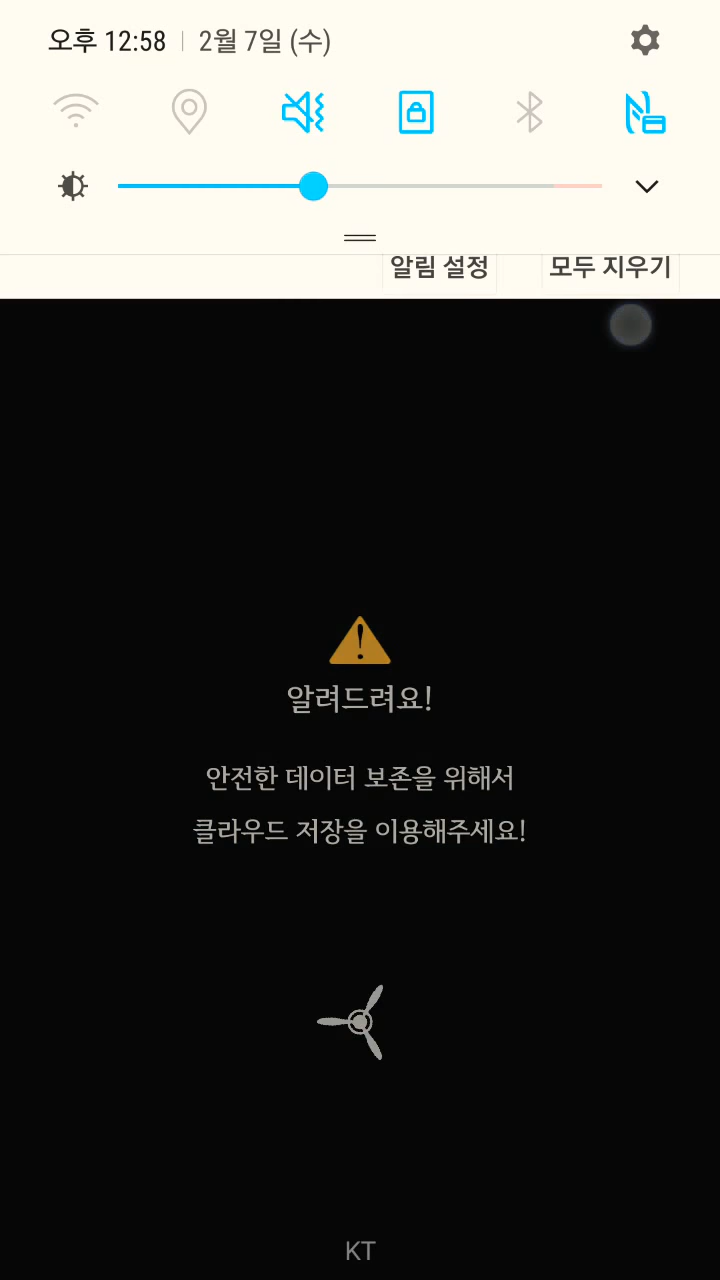 오후 12:58 2월 7일 (수)
알림 설정 모두 지우기
알려드려요!
안전한 데이터 보존을 위해서
클라우드 저장을 이용해주세요!
KT